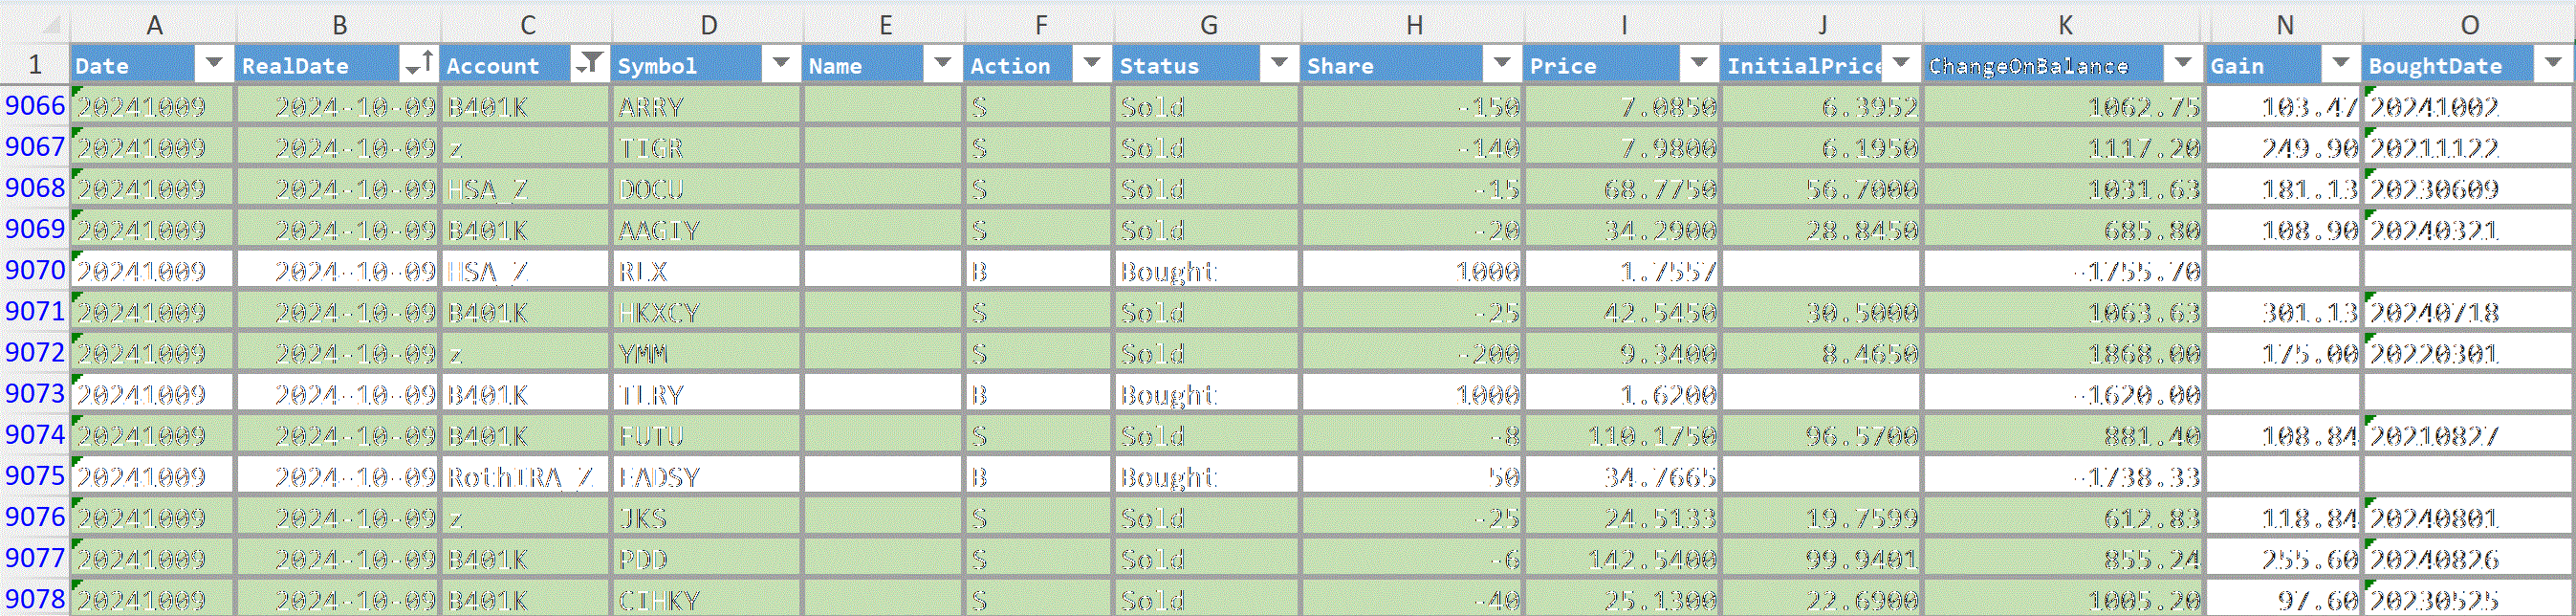 A B C D E F G H I J K N O
1 Date RealDate Account Symbol Name Action Status Share Price InitialPrice ChangeOnBalance Gain BoughtDate
9066 20241009 2024-10-09 B401K ARRY S Sold -150 7.0850 6.3952 1062.75 103.47 20241002
9067 20241009 2024-10-09 z TIGR S Sold -140 7.9800 6.1950 1117.20 249.90 20211122
9068 20241009 2024-10-09 HSA_Z DOCU S Sold -15 68.7750 56.7000 1031.63 181.13 20230609
9069 20241009 2024-10-09 B401K AAGIY S Sold -20 34.2900 28.8450 685.80 108.90 20240321
9070 20241009 2024-10-09 HSA_Z RLX B Bought 1000 1.7557 -1755.70
9071 20241009 2024-10-09 B401K HKXCY S Sold -25 42.5450 30.5000 1063.63 301.13 20240718
9072 20241009 2024-10-09 z YMM S Sold -200 9.3400 8.4650 1868.00 175.00 20220301
9073 20241009 2024-10-09 B401K TLRY B Bought 1000 1.6200 -1620.00
9074 20241009 2024-10-09 B401K FUTU S Sold -8 110.1750 96.5700 881.40 108.84 20210827
9075 20241009 2024-10-09 RothIRA_Z EADSY B Bought 50 34.7665 -1738.33
9076 20241009 2024-10-09 z JKS S Sold -25 24.5133 19.7599 612.83 118.84 20240801
9077 20241009 2024-10-09 B401K PDD S Sold -6 142.5400 99.9401 855.24 255.60 20240826
9078 20241009 2024-10-09 B401K CIHKY S Sold -40 25.1300 22.6900 1005.20 97.60 20230525